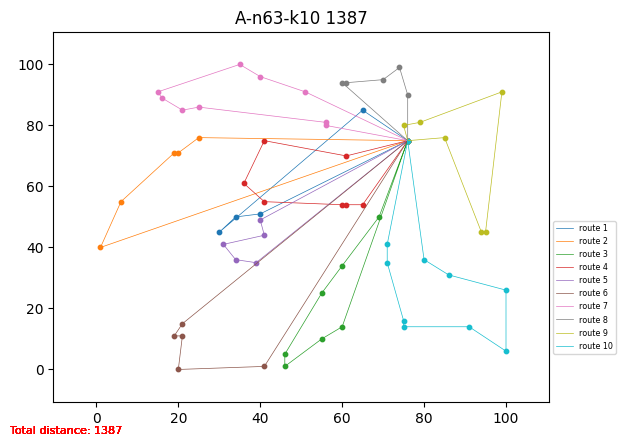 A-n63-k10 1387
100
80
60
40
20
0
0 20 40 60 80 100
route 1
route 2
route 3
route 4
route 5
route 6
route 7
route 8
route 9
route 10
Total distance: 1387